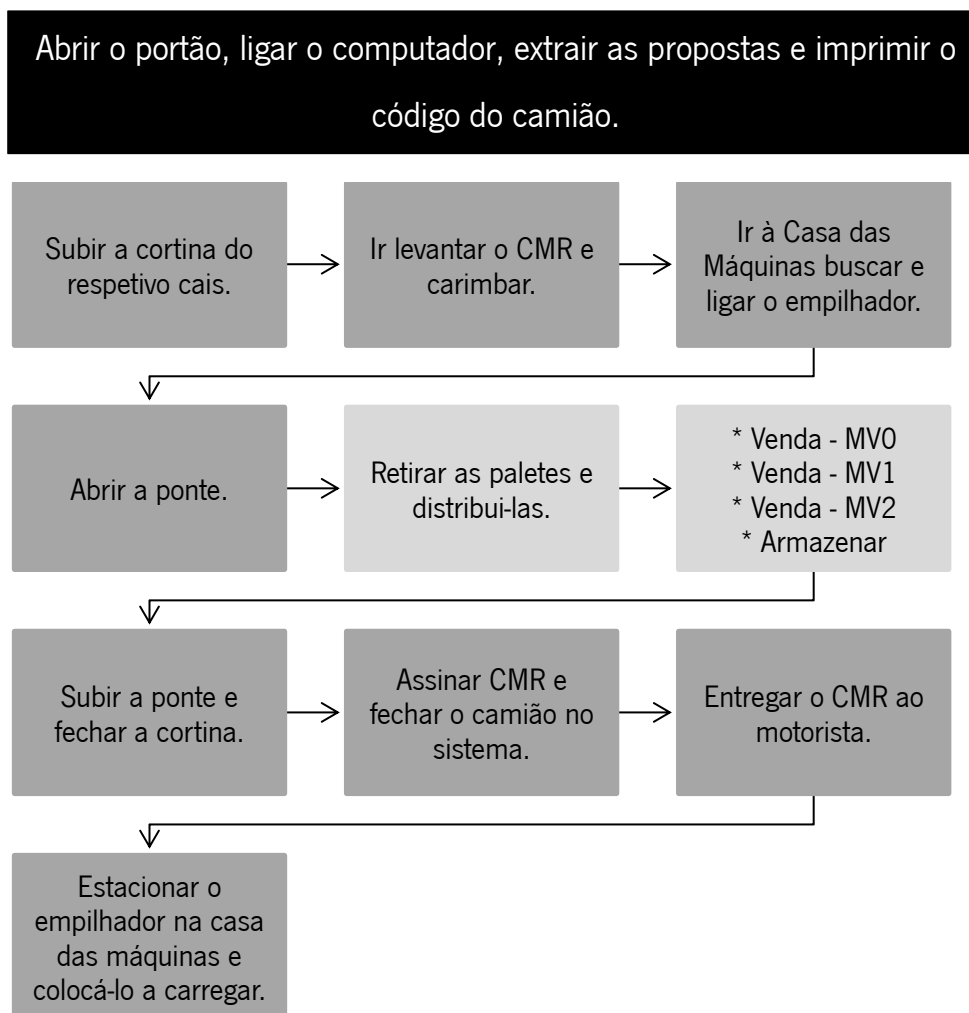 Abrir o portão, ligar o computador, extrair as propostas e imprimir o
código do camião.
Subir a cortina do
respetivo cais.
Ir levantar o CMR e
carimbar.
Ir à Casa das
Máquinas buscar e
ligar o empilhador.
Abrir a ponte.
Retirar as paletes e
distribui-las.
* Venda - MV0
* Venda - MV1
* Venda - MV2
* Armazenar
Subir a ponte e
fechar a cortina.
Assinar CMR e
fechar o camião no
sistema.
Entregar o CMR ao
motorista.
Estacionar o
empilhador na casa
das máquinas e
colocá-lo a carregar.